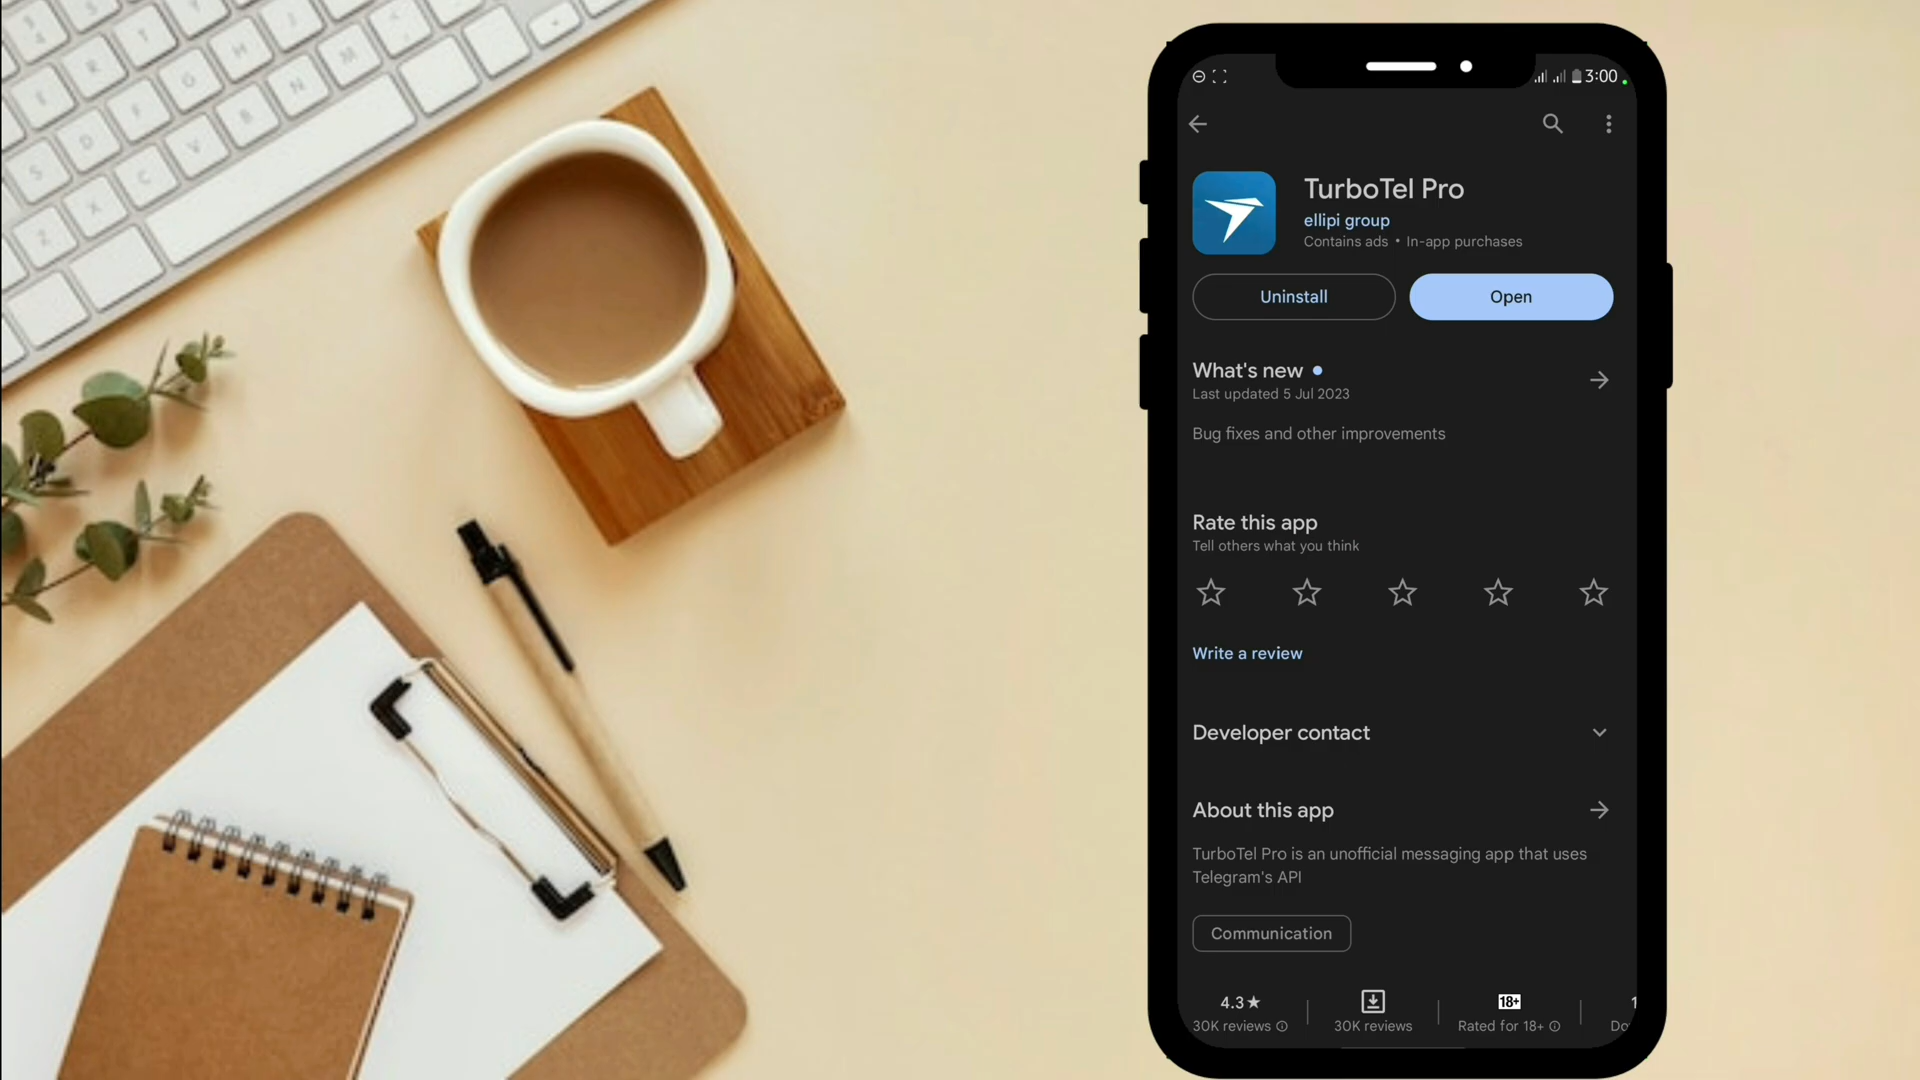 3:00
TurboTel Pro
ellipi group
Contains ads • In-app purchases
Uninstall
Open
What's new
Last updated 5 Jul 2023
Bug fixes and other improvements
Rate this app
Tell others what you think
Write a review
Developer contact
About this app
TurboTel Pro is an unofficial messaging app that uses
Telegram's API
Communication
4.3★
18+
1
30K reviews
30K reviews
Rated for 18+
Do